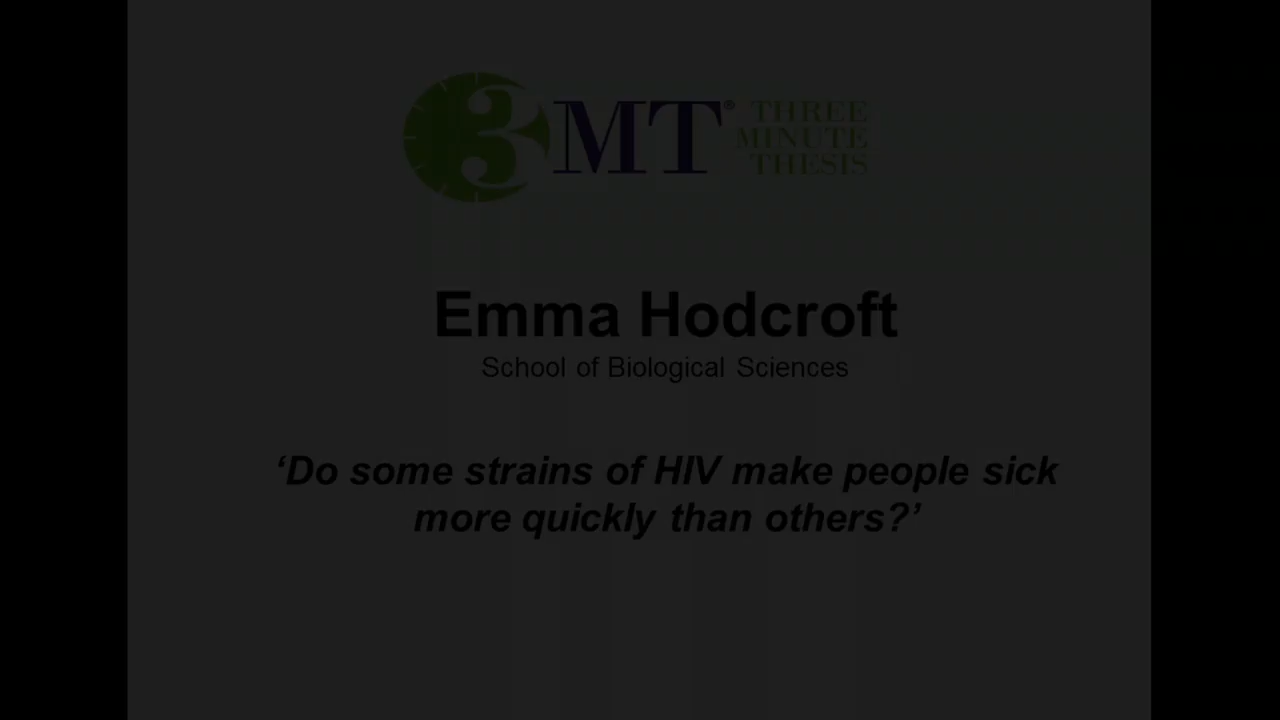 3MT® THREE
MINUTE
THESIS
Emma Hodcroft
School of Biological Sciences
‘Do some strains of HIV make people sick
more quickly than others?’